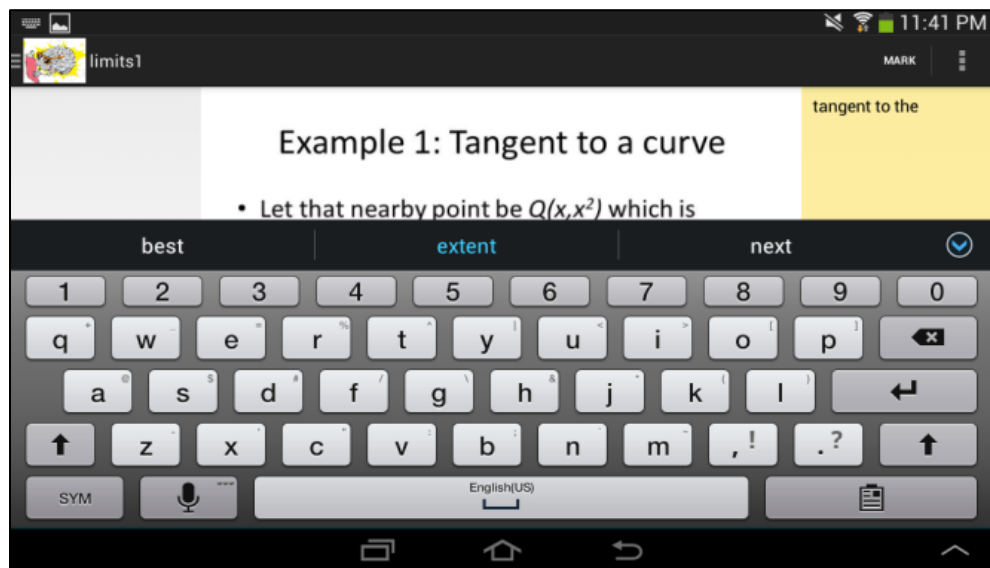 11:41 PM
limits1
MARK
tangent to the
Example 1: Tangent to a curve
• Let that nearby point be Q(x,x²) which is
best extent next
1 2 3 4 5 6 7 8 9 0
q w e r t y u i o p
a s d f g h j k l
z x c v b n m ,! .?
SYM English(US)